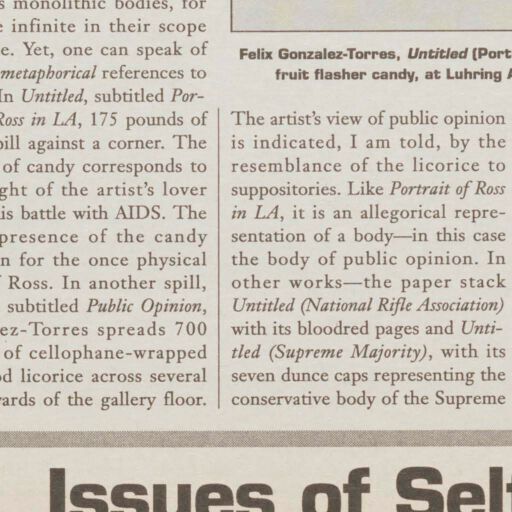 s monolithic bodies, for
e infinite in their scope
e. Yet, one can speak of
metaphorical references to
In Untitled, subtitled Por-
Ross in LA, 175 pounds of
pill against a corner. The
of candy corresponds to
ght of the artist's lover
is battle with AIDS. The
presence of the candy
n for the once physical
Ross. In another spill,
subtitled Public Opinion,
ez-Torres spreads 700
of cellophane-wrapped
d licorice across several
ards of the gallery floor.
Felix Gonzalez-Torres, Untitled (Port
fruit flasher candy, at Luhring A
The artist's view of public opinion
is indicated, I am told, by the
resemblance of the licorice to
suppositories. Like Portrait of Ross
in LA, it is an allegorical repre-
sentation of a body—in this case
the body of public opinion. In
other works—the paper stack
Untitled (National Rifle Association)
with its bloodred pages and Unti-
tled (Supreme Majority), with its
seven dunce caps representing the
conservative body of the Supreme
Issues of Self